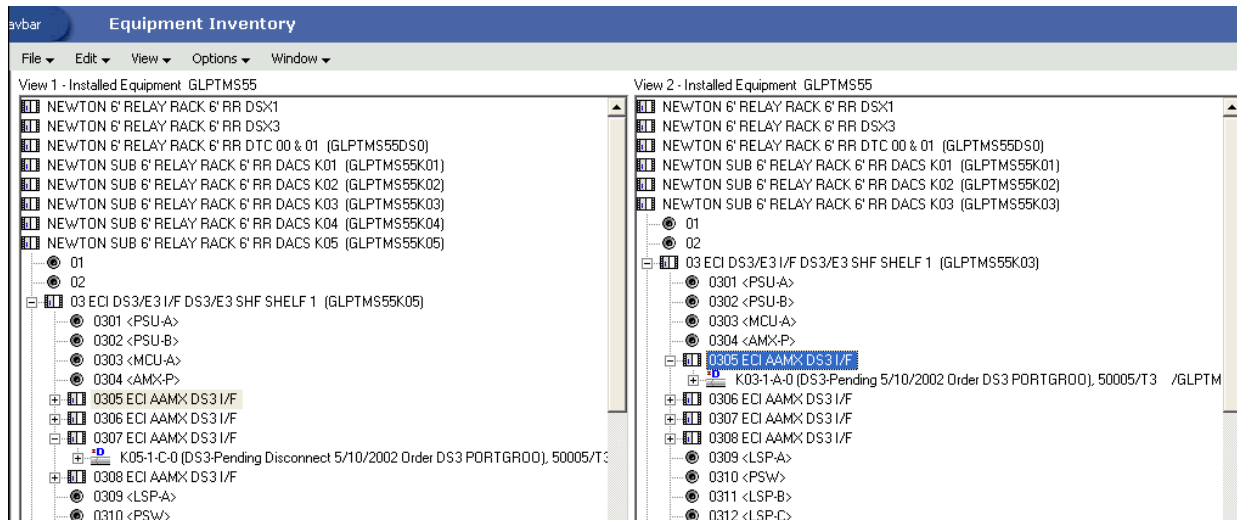 avbar Equipment Inventory
File Edit View Options Window
View 1 - Installed Equipment GLPTMS55
NEWTON 6' RELAY RACK 6' RR DSX1
NEWTON 6' RELAY RACK 6' RR DSX3
NEWTON 6' RELAY RACK 6' RR DTC 00 & 01 (GLPTMS55DS0)
NEWTON SUB 6' RELAY RACK 6' RR DACS K01 (GLPTMS55K01)
NEWTON SUB 6' RELAY RACK 6' RR DACS K02 (GLPTMS55K02)
NEWTON SUB 6' RELAY RACK 6' RR DACS K03 (GLPTMS55K03)
NEWTON SUB 6' RELAY RACK 6' RR DACS K04 (GLPTMS55K04)
NEWTON SUB 6' RELAY RACK 6' RR DACS K05 (GLPTMS55K05)
01
02
03 ECI DS3/E3 I/F DS3/E3 SHF SHELF 1 (GLPTMS55K05)
0301 <PSU-A>
0302 <PSU-B>
0303 <MCU-A>
0304 <AMX-P>
0305 ECI AAMX DS3 I/F
0306 ECI AAMX DS3 I/F
0307 ECI AAMX DS3 I/F
K05-1-C-0 (DS3-Pending Disconnect 5/10/2002 Order DS3 PORTGROO), 50005/T3
0308 ECI AAMX DS3 I/F
0309 <LSP-A>
0310 <PSW>
View 2 - Installed Equipment GLPTMS55
NEWTON 6' RELAY RACK 6' RR DSX1
NEWTON 6' RELAY RACK 6' RR DSX3
NEWTON 6' RELAY RACK 6' RR DTC 00 & 01 (GLPTMS55DS0)
NEWTON SUB 6' RELAY RACK 6' RR DACS K01 (GLPTMS55K01)
NEWTON SUB 6' RELAY RACK 6' RR DACS K02 (GLPTMS55K02)
NEWTON SUB 6' RELAY RACK 6' RR DACS K03 (GLPTMS55K03)
01
02
03 ECI DS3/E3 I/F DS3/E3 SHF SHELF 1 (GLPTMS55K03)
0301 <PSU-A>
0302 <PSU-B>
0303 <MCU-A>
0304 <AMX-P>
0305 ECI AAMX DS3 I/F
K03-1-A-0 (DS3-Pending 5/10/2002 Order DS3 PORTGROO), 50005/T3 /GLPTM
0306 ECI AAMX DS3 I/F
0307 ECI AAMX DS3 I/F
0308 ECI AAMX DS3 I/F
0309 <LSP-A>
0310 <PSW>
0311 <LSP-B>
0312 <LSP-C>